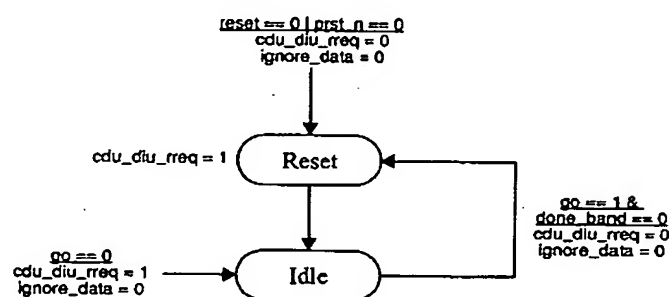 reset == 0 | prst_n == 0
cdu_diu_rreq = 0
ignore_data = 0
cdu_diu_rreq = 1
Reset
go == 1 &
done_band == 0
cdu_diu_rreq = 0
ignore_data = 0
go == 0
cdu_diu_rreq = 1
ignore_data = 0
Idle